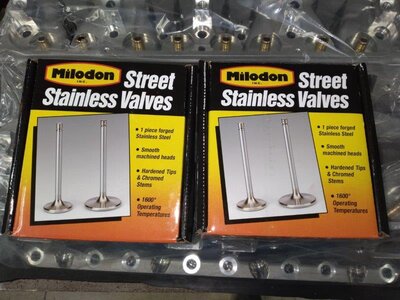 Milodon
INC.
Street
Stainless Valves
• 1 piece forged
Stainless Steel
• Smooth
machined heads
• Hardened Tips
& Chromed
Stems
• 1600°
Operating
Temperatures
Milodon
INC.
Street
Stainless Valves
• 1 piece forged
Stainless Steel
• Smooth
machined heads
• Hardened Tips
& Chromed
Stems
• 1600°
Operating
Temperatures